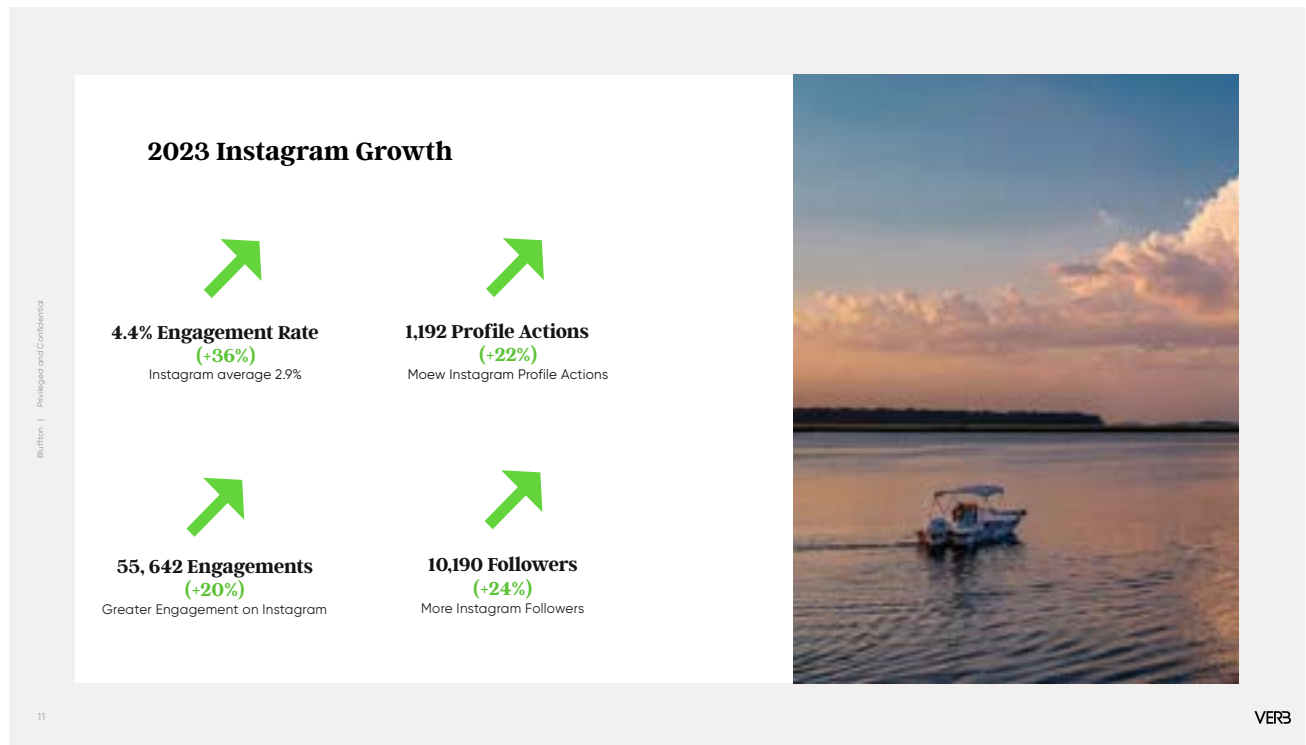 2023 Instagram Growth
4.4% Engagement Rate
(+36%)
Instagram average 2.9%
1,192 Profile Actions
(+22%)
Moew Instagram Profile Actions
55, 642 Engagements
(+20%)
Greater Engagement on Instagram
10,190 Followers
(+24%)
More Instagram Followers
Bluffton | Privileged and Confidential
11
VERB